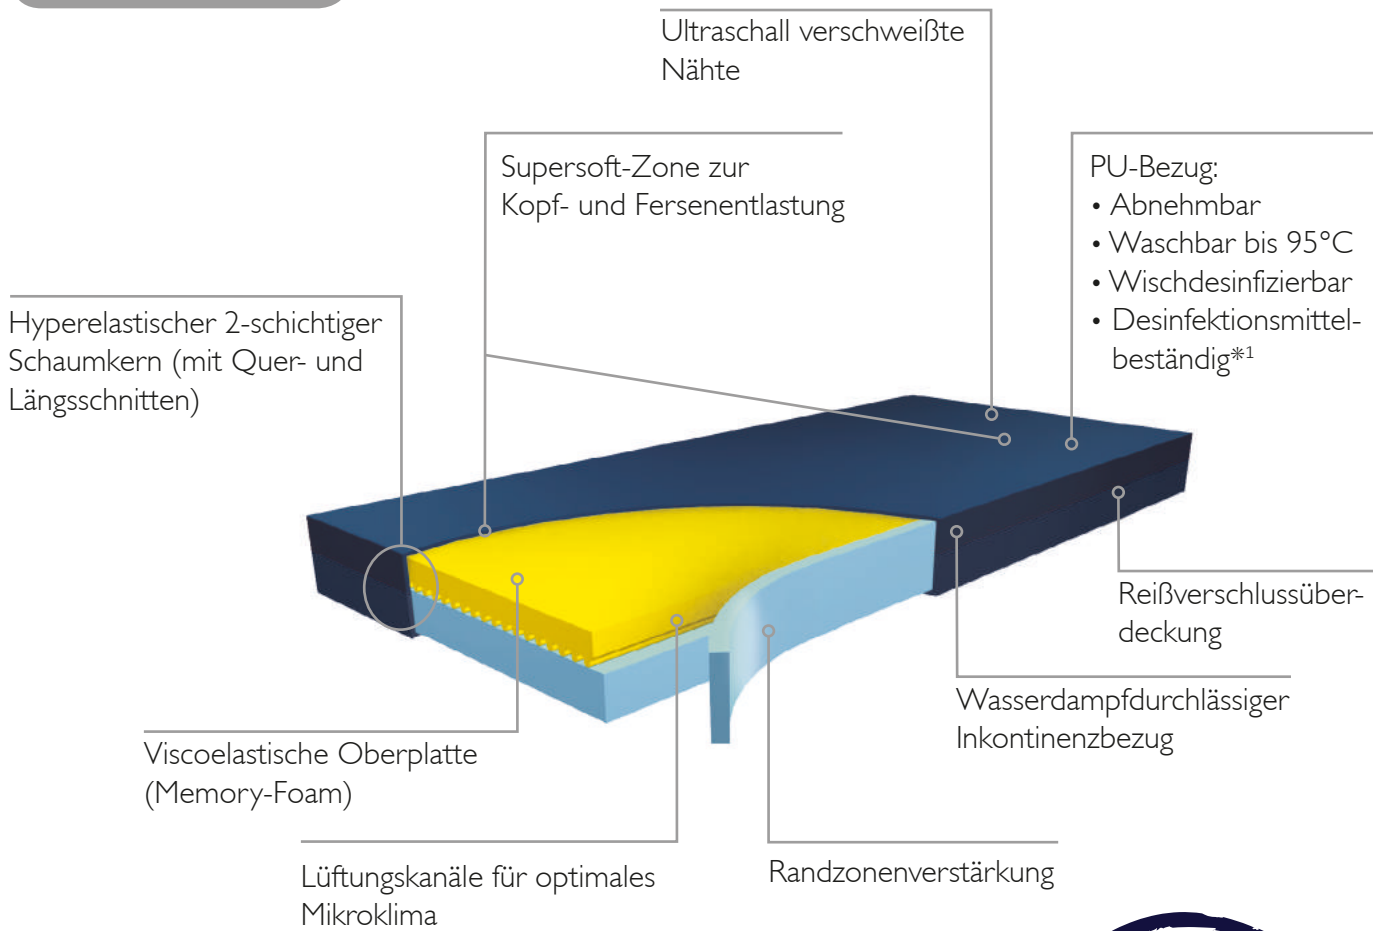 Ultraschall verschweißte
Nähte
Supersoft-Zone zur
Kopf- und Fersenentlastung
PU-Bezug:
• Abnehmbar
• Waschbar bis 95°C
• Wischdesinfizierbar
• Desinfektionsmittel-
beständig*1
Hyperelastischer 2-schichtiger
Schaumkern (mit Quer- und
Längsschnitten)
Reißverschlussüber-
deckung
Wasserdampfdurchlässiger
Inkontinenzbezug
Viscoelastische Oberplatte
(Memory-Foam)
Lüftungskanäle für optimales
Mikroklima
Randzonenverstärkung